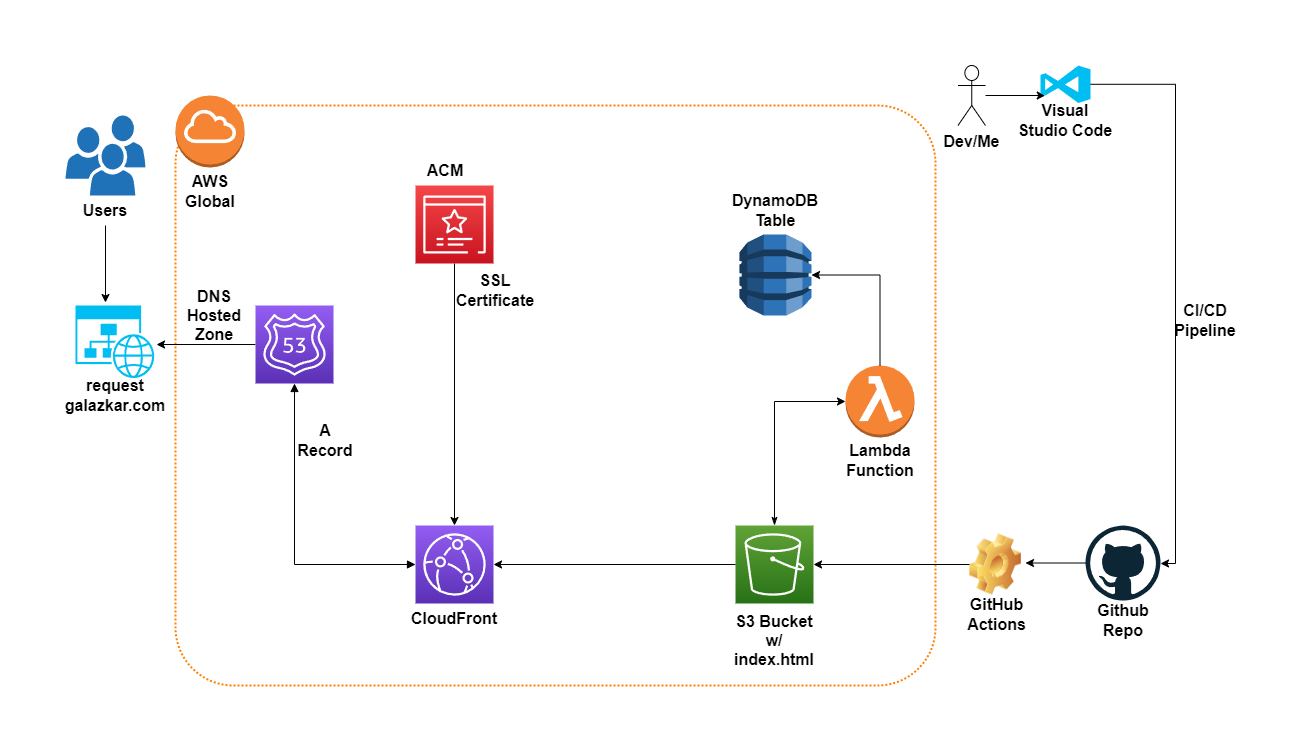 Users
request
galazkar.com
AWS
Global
DNS
Hosted
Zone
53
A
Record
ACM
SSL
Certificate
CloudFront
DynamoDB
Table
Lambda
Function
S3 Bucket
w/
index.html
Dev/Me
Visual
Studio Code
CI/CD
Pipeline
GitHub
Actions
Github
Repo